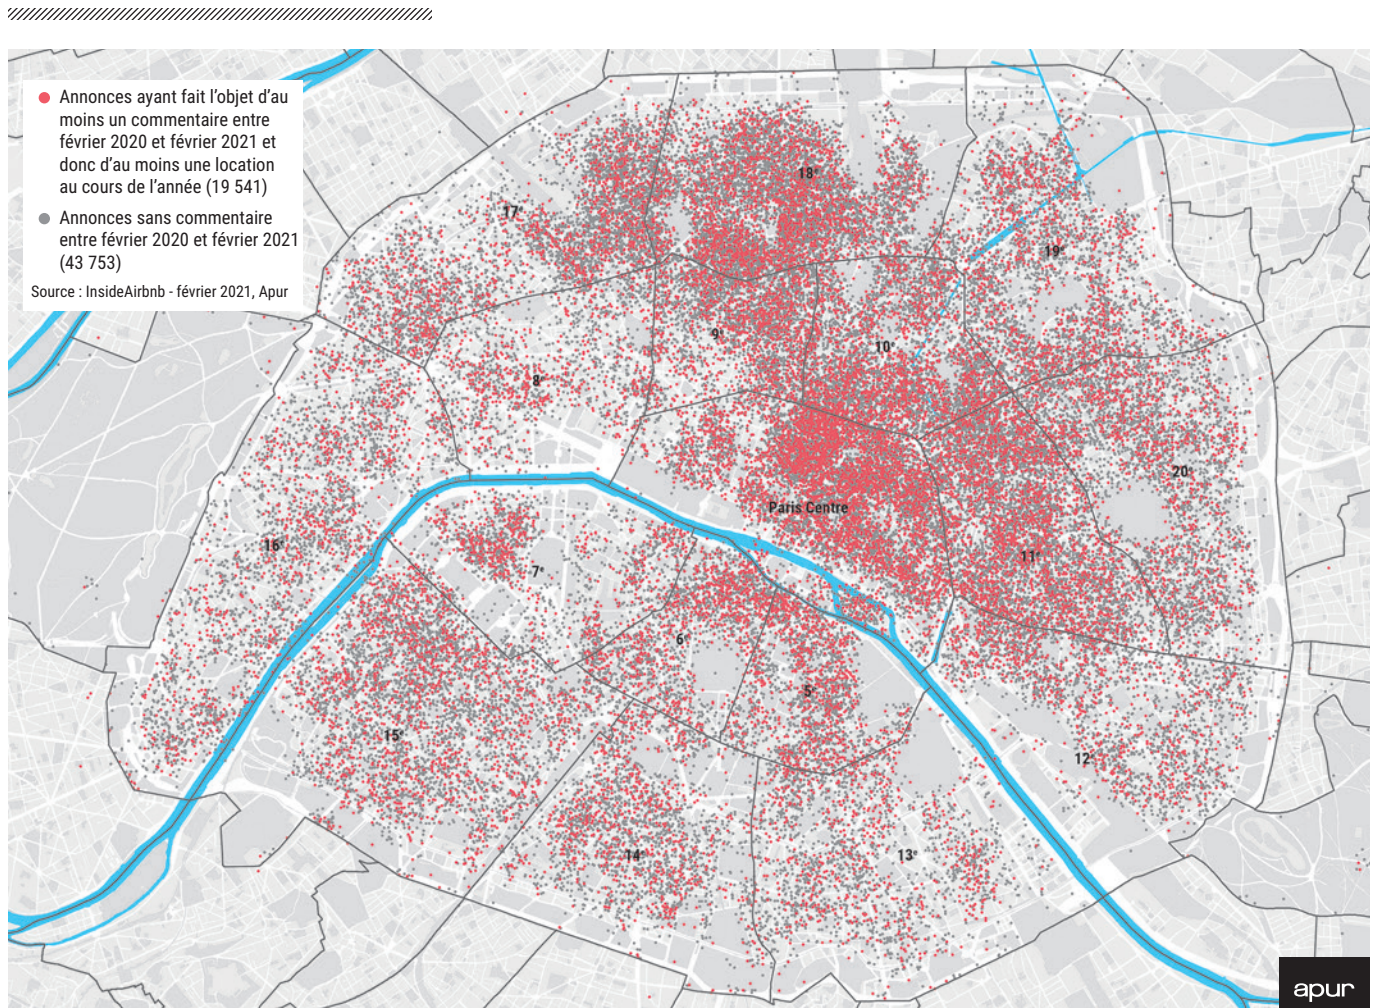 Annonces ayant fait l'objet d'au
moins un commentaire entre
février 2020 et février 2021 et
donc d'au moins une location
au cours de l'année (19 541)
Annonces sans commentaire
entre février 2020 et février 2021
(43 753)
Source : InsideAirbnb - février 2021, Apur
18e
17e
19e
9e
10e
8e
20e
Paris Centre
16e
11e
7e
6e
5e
15e
12e
14e
13e
apur